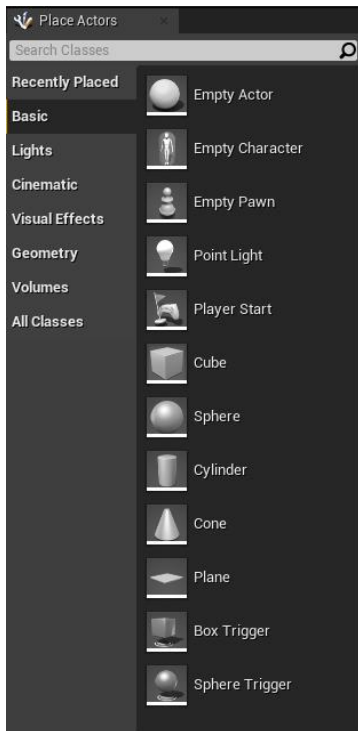 Place Actors
Search Classes
Recently Placed
Basic
Lights
Cinematic
Visual Effects
Geometry
Volumes
All Classes
Empty Actor
Empty Character
Empty Pawn
Point Light
Player Start
Cube
Sphere
Cylinder
Cone
Plane
Box Trigger
Sphere Trigger